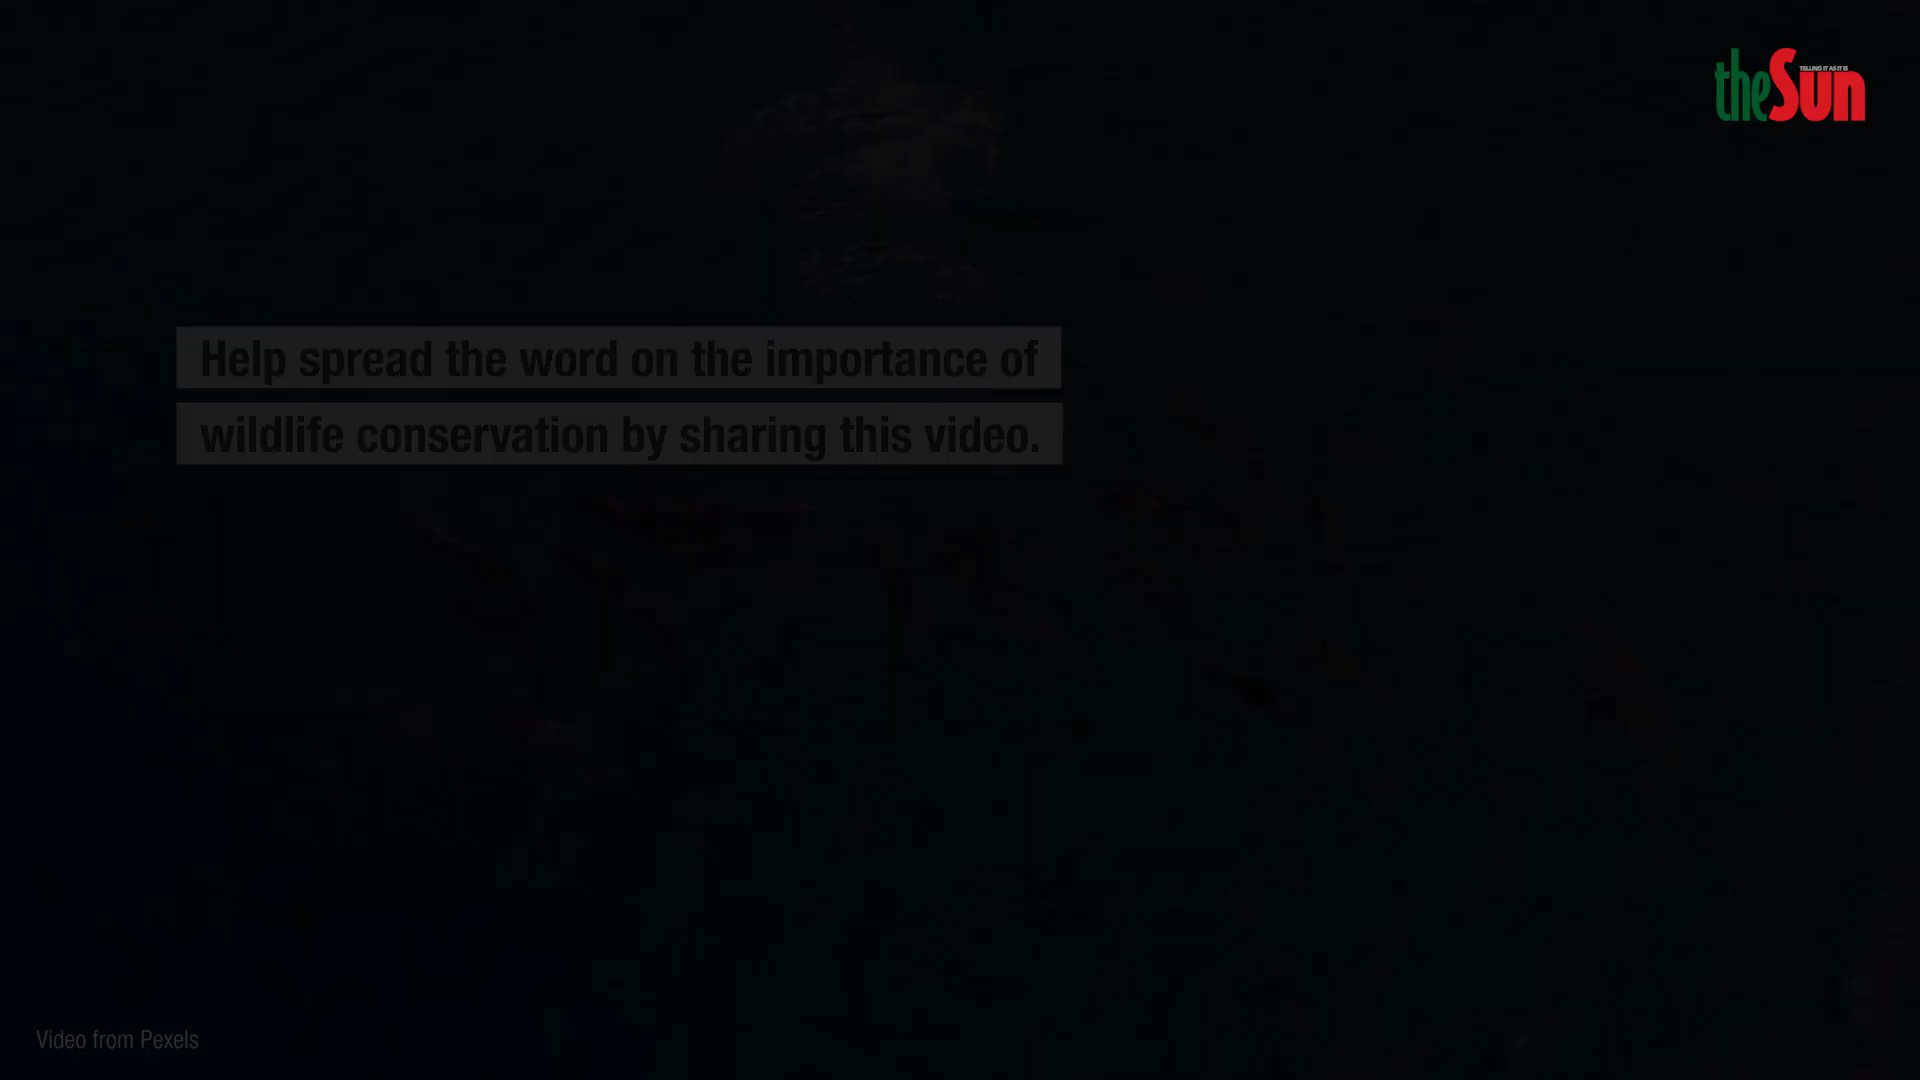 theSun
TELLING IT AS IT IS
Help spread the word on the importance of
wildlife conservation by sharing this video.
Video from Pexels